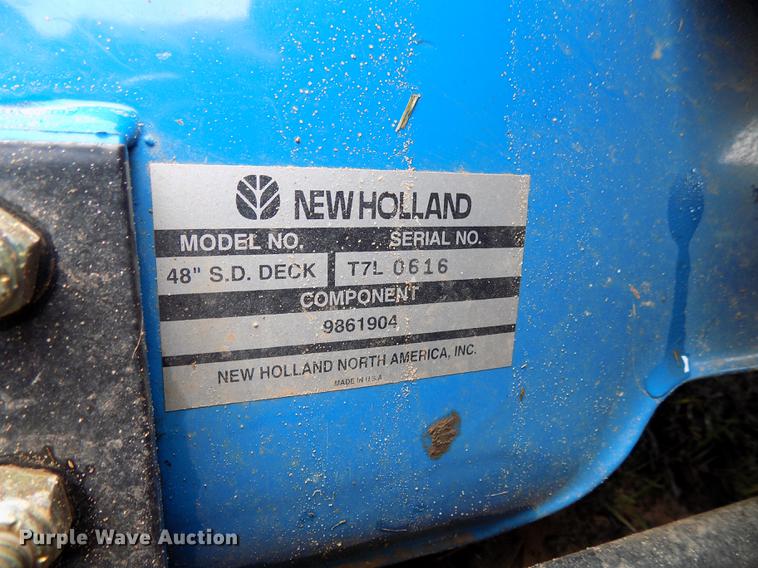 NEW HOLLAND
MODEL NO. SERIAL NO.
48" S.D. DECK T7L 0616
COMPONENT
9861904
NEW HOLLAND NORTH AMERICA, INC.
MADE IN U.S.A.
Purple Wave Auction